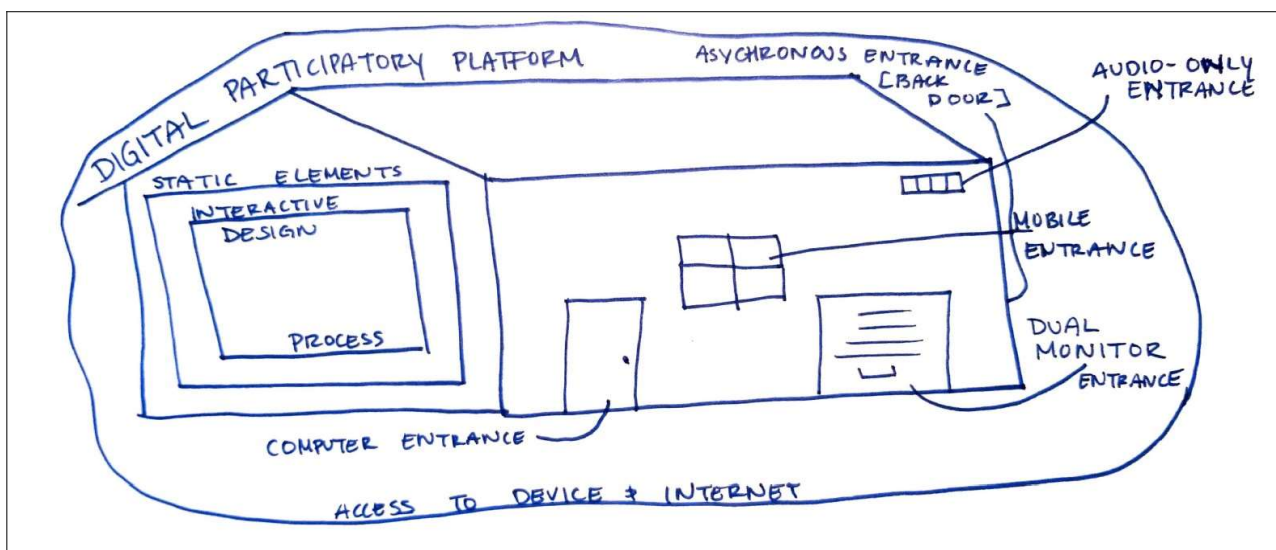 DIGITAL PARTICIPATORY PLATFORM
ASYCHRONOUS ENTRANCE
[BACK
DOOR]
AUDIO-ONLY
ENTRANCE
STATIC ELEMENTS
INTERACTIVE
DESIGN
PROCESS
MOBILE
ENTRANCE
DUAL
MONITOR
ENTRANCE
COMPUTER ENTRANCE
ACCESS TO DEVICE & INTERNET